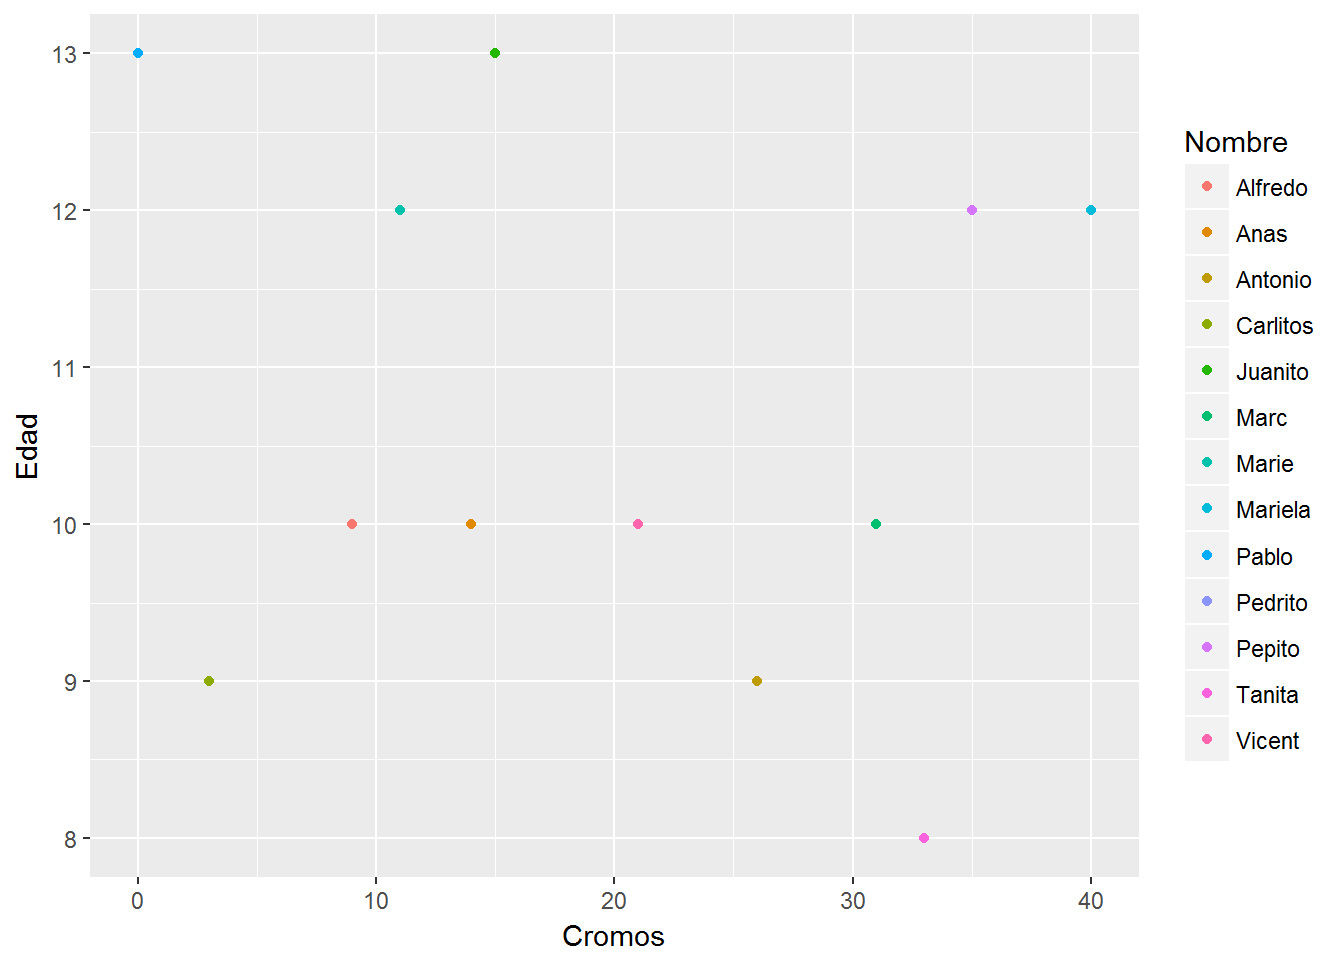 13
12
11
10
9
8
Edad
0 10 20 30 40
Cromos
Nombre
Alfredo
Anas
Antonio
Carlitos
Juanito
Marc
Marie
Mariela
Pablo
Pedrito
Pepito
Tanita
Vicent